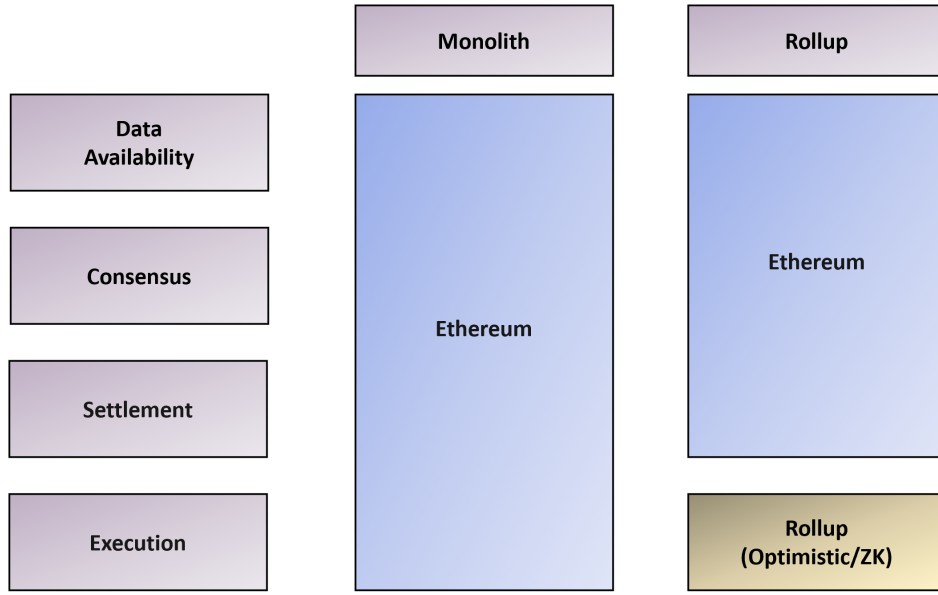 Monolith
Rollup
Data
Availability
Consensus
Settlement
Execution
Ethereum
Ethereum
Rollup
(Optimistic/ZK)